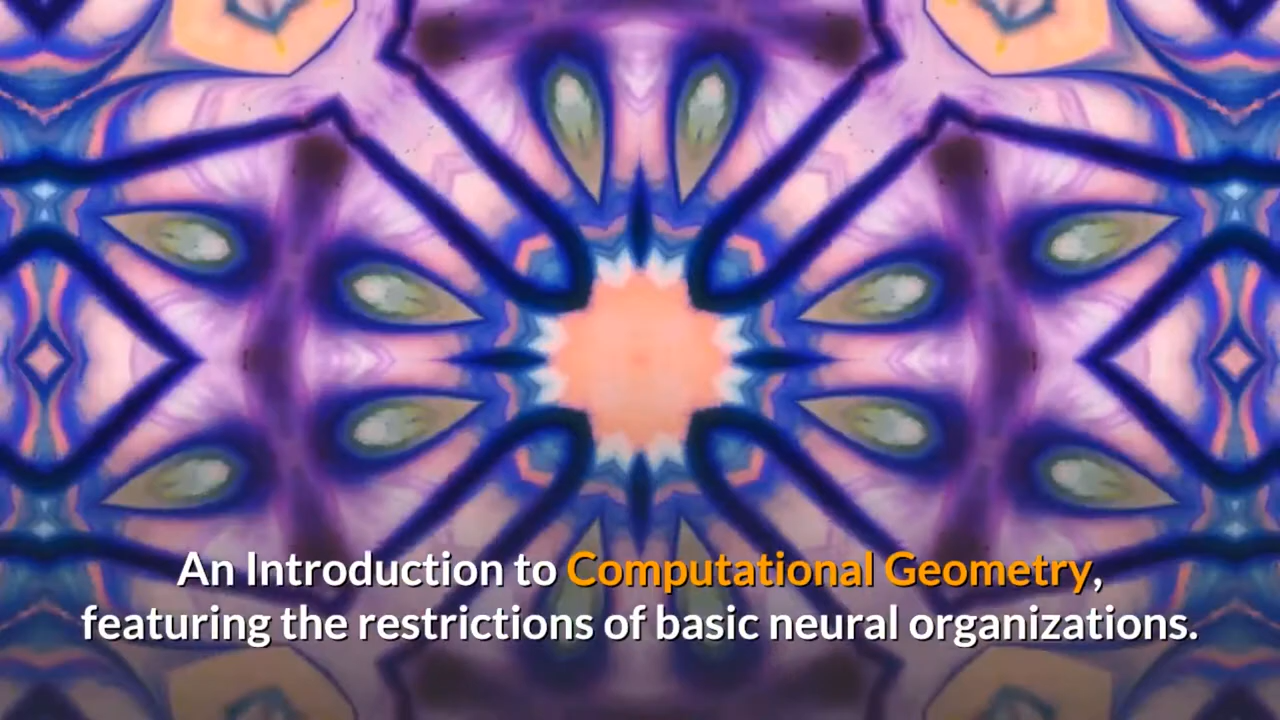 An Introduction to Computational Geometry,
featuring the restrictions of basic neural organizations.